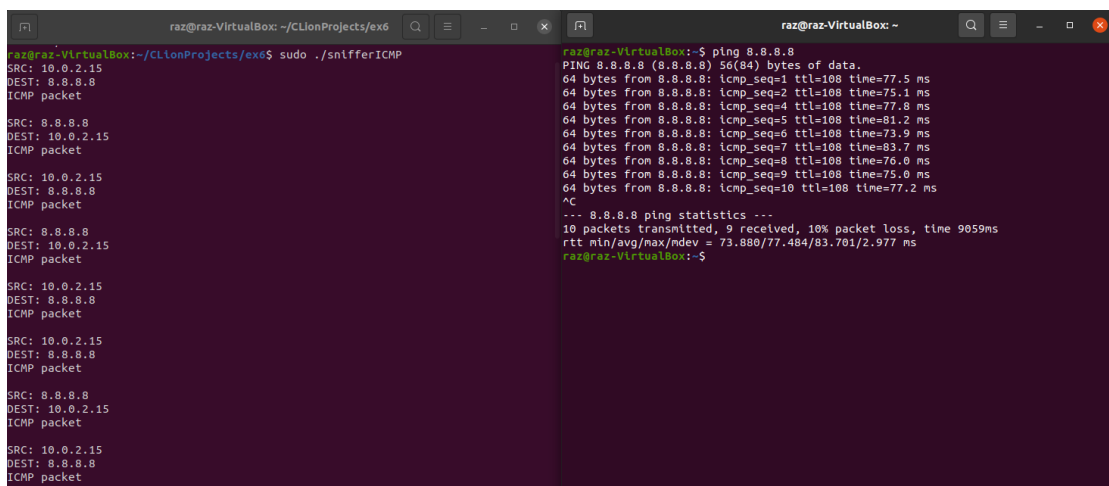 raz@raz-VirtualBox: ~/CLionProjects/ex6
raz@raz-VirtualBox:~/CLionProjects/ex6$ sudo ./snifferICMP
SRC: 10.0.2.15
DEST: 8.8.8.8
ICMP packet
SRC: 8.8.8.8
DEST: 10.0.2.15
ICMP packet
SRC: 10.0.2.15
DEST: 8.8.8.8
ICMP packet
SRC: 8.8.8.8
DEST: 10.0.2.15
ICMP packet
SRC: 10.0.2.15
DEST: 8.8.8.8
ICMP packet
SRC: 10.0.2.15
DEST: 8.8.8.8
ICMP packet
SRC: 8.8.8.8
DEST: 10.0.2.15
ICMP packet
SRC: 10.0.2.15
DEST: 8.8.8.8
ICMP packet
raz@raz-VirtualBox: ~
raz@raz-VirtualBox:~$ ping 8.8.8.8
PING 8.8.8.8 (8.8.8.8) 56(84) bytes of data.
64 bytes from 8.8.8.8: icmp_seq=1 ttl=108 time=77.5 ms
64 bytes from 8.8.8.8: icmp_seq=2 ttl=108 time=75.1 ms
64 bytes from 8.8.8.8: icmp_seq=4 ttl=108 time=77.8 ms
64 bytes from 8.8.8.8: icmp_seq=5 ttl=108 time=81.2 ms
64 bytes from 8.8.8.8: icmp_seq=6 ttl=108 time=73.9 ms
64 bytes from 8.8.8.8: icmp_seq=7 ttl=108 time=83.7 ms
64 bytes from 8.8.8.8: icmp_seq=8 ttl=108 time=76.0 ms
64 bytes from 8.8.8.8: icmp_seq=9 ttl=108 time=75.0 ms
64 bytes from 8.8.8.8: icmp_seq=10 ttl=108 time=77.2 ms
^C
--- 8.8.8.8 ping statistics ---
10 packets transmitted, 9 received, 10% packet loss, time 9059ms
rtt min/avg/max/mdev = 73.880/77.484/83.701/2.977 ms
raz@raz-VirtualBox:~$